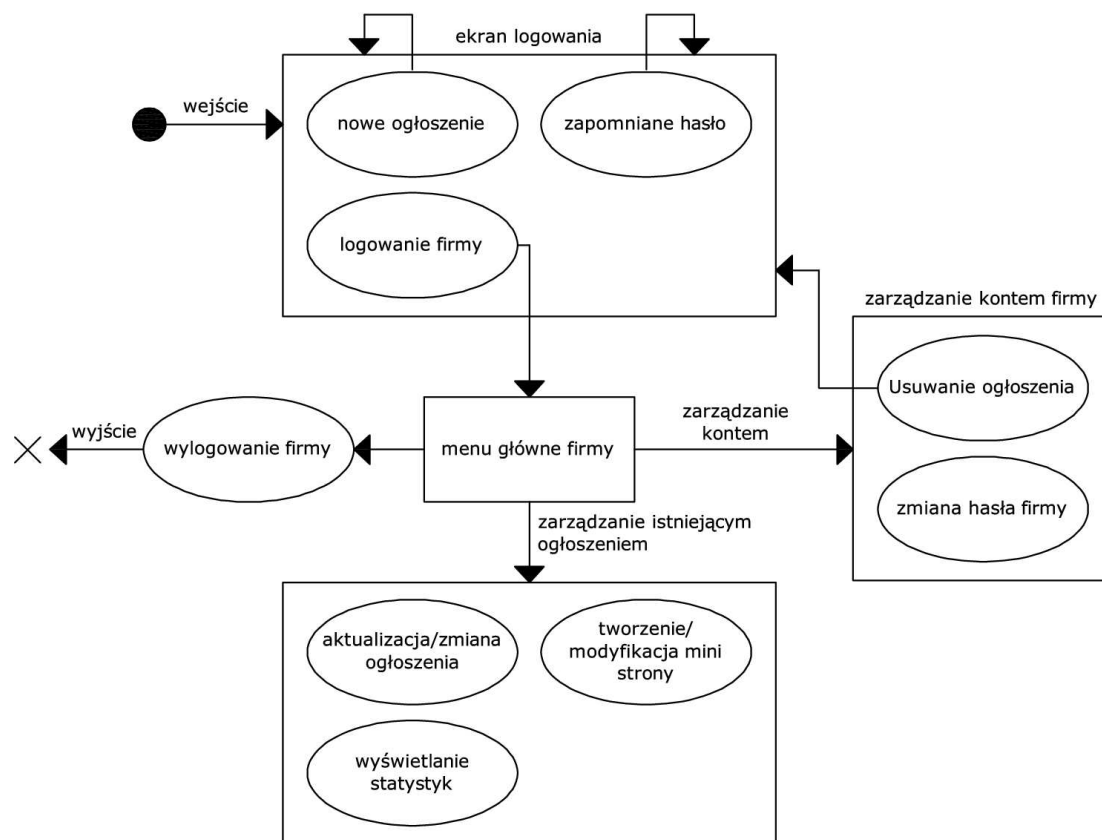 ekran logowania
wejście
nowe ogłoszenie
zapomniane hasło
logowanie firmy
zarządzanie kontem firmy
Usuwanie ogłoszenia
zmiana hasła firmy
zarządzanie
kontem
menu główne firmy
wylogowanie firmy
wyjście
zarządzanie istniejącym
ogłoszeniem
aktualizacja/zmiana
ogłoszenia
tworzenie/
modyfikacja mini
strony
wyświetlanie
statystyk